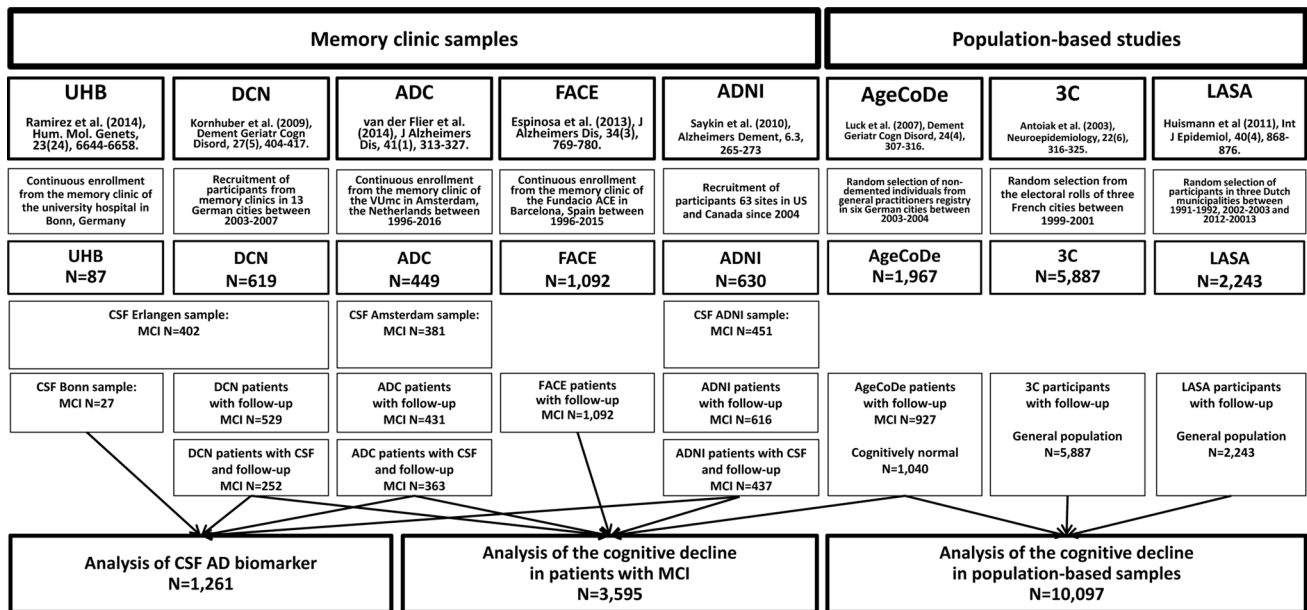 Memory clinic samples
Population-based studies
UHB
Ramirez et al. (2014),
Hum. Mol. Genets,
23(24), 6644-6658.
DCN
Kornhuber et al. (2009),
Dement Geriatr Cogn
Disord, 27(5), 404-417.
ADC
van der Flier et al.
(2014), J Alzheimers
Dis, 41(1), 313-327.
FACE
Espinosa et al. (2013), J
Alzheimers Dis, 34(3),
769-780.
ADNI
Saykin et al. (2010),
Alzheimers Dement, 6.3,
265-273
AgeCoDe
Luck et al. (2007), Dement
Geriatr Cogn Disord, 24(4),
307-316.
3C
Antoiak et al. (2003),
Neuroepidemiology, 22(6),
316-325.
LASA
Huismann et al (2011), Int
J Epidemiol, 40(4), 868-
876.
Continuous enrollment
from the memory clinic of
the university hospital in
Bonn, Germany
Recruitment of
participants from
memory clinics in 13
German cities between
2003-2007
Continuous enrollment
from the memory clinic of
the VUmc in Amsterdam,
the Netherlands between
1996-2016
Continuous enrollment
from the memory clinic of
the Fundacio ACE in
Barcelona, Spain between
1996-2015
Recruitment of
participants 63 sites in US
and Canada since 2004
Random selection of non-
demented individuals from
general practitioners registry
in six German cities between
2003-2004
Random selection from
the electoral rolls of three
French cities between
1999-2001
Random selection of
participants in three Dutch
municipalities between
1991-1992, 2002-2003 and
2012-20013
UHB
N=87
DCN
N=619
ADC
N=449
FACE
N=1,092
ADNI
N=630
AgeCoDe
N=1,967
3C
N=5,887
LASA
N=2,243
CSF Erlangen sample:
MCI N=402
CSF Amsterdam sample:
MCI N=381
CSF ADNI sample:
MCI N=451
CSF Bonn sample:
MCI N=27
DCN patients
with follow-up
MCI N=529
ADC patients
with follow-up
MCI N=431
FACE patients
with follow-up
MCI N=1,092
ADNI patients
with follow-up
MCI N=616
AgeCoDe patients
with follow-up
MCI N=927
Cognitively normal
N=1,040
3C participants
with follow-up
General population
N=5,887
LASA participants
with follow-up
General population
N=2,243
DCN patients with CSF
and follow-up
MCI N=252
ADC patients with CSF
and follow-up
MCI N=363
ADNI patients with CSF
and follow-up
MCI N=437
Analysis of CSF AD biomarker
N=1,261
Analysis of the cognitive decline
in patients with MCI
N=3,595
Analysis of the cognitive decline
in population-based samples
N=10,097